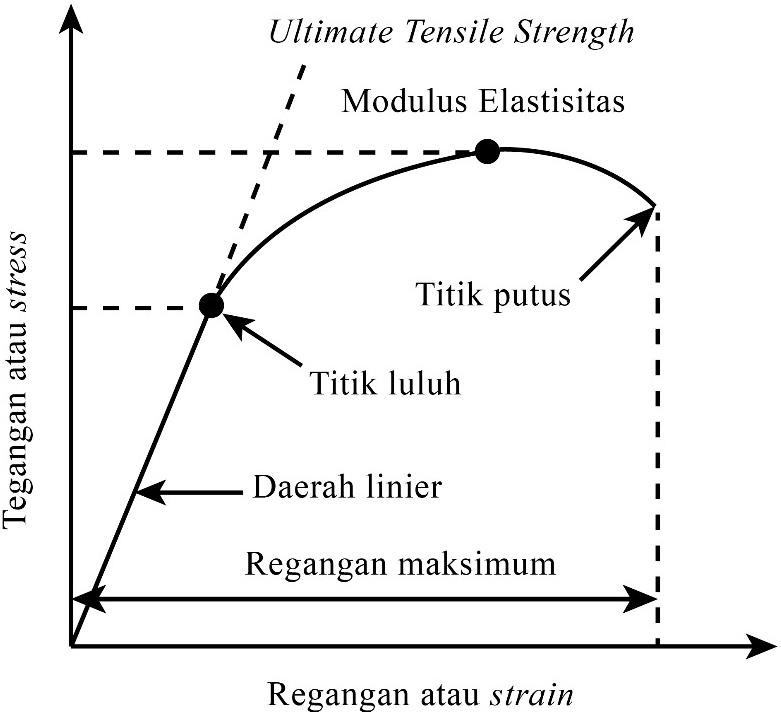 Ultimate Tensile Strength
Modulus Elastisitas
Titik putus
Titik luluh
Tegangan atau stress
Daerah linier
Regangan maksimum
Regangan atau strain